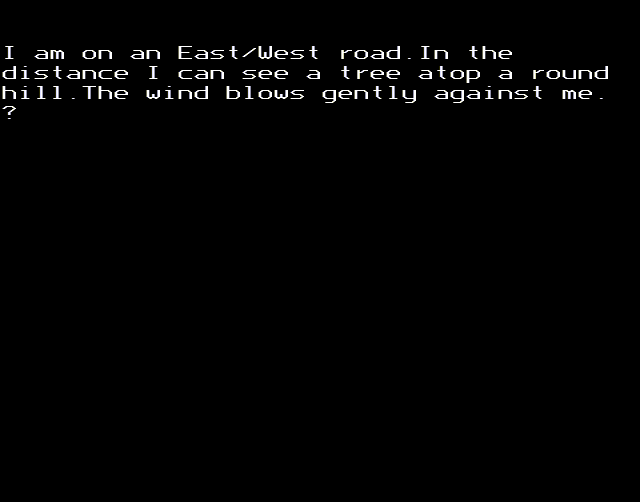 I am on an East/West road.In the
distance I can see a tree atop a round
hill.The wind blows gently against me.
?